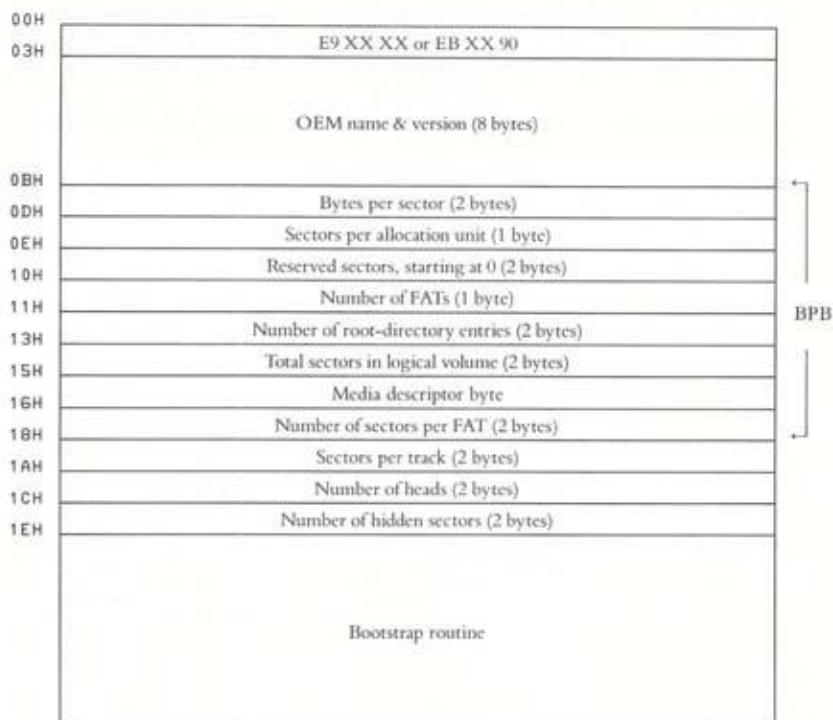 00H
E9 XX XX or EB XX 90
03H
OEM name & version (8 bytes)
0BH
Bytes per sector (2 bytes)
0DH
Sectors per allocation unit (1 byte)
0EH
Reserved sectors, starting at 0 (2 bytes)
10H
Number of FATs (1 byte)
11H
BPB
Number of root-directory entries (2 bytes)
13H
Total sectors in logical volume (2 bytes)
15H
Media descriptor byte
16H
Number of sectors per FAT (2 bytes)
18H
Sectors per track (2 bytes)
1AH
Number of heads (2 bytes)
1CH
Number of hidden sectors (2 bytes)
1EH
Bootstrap routine